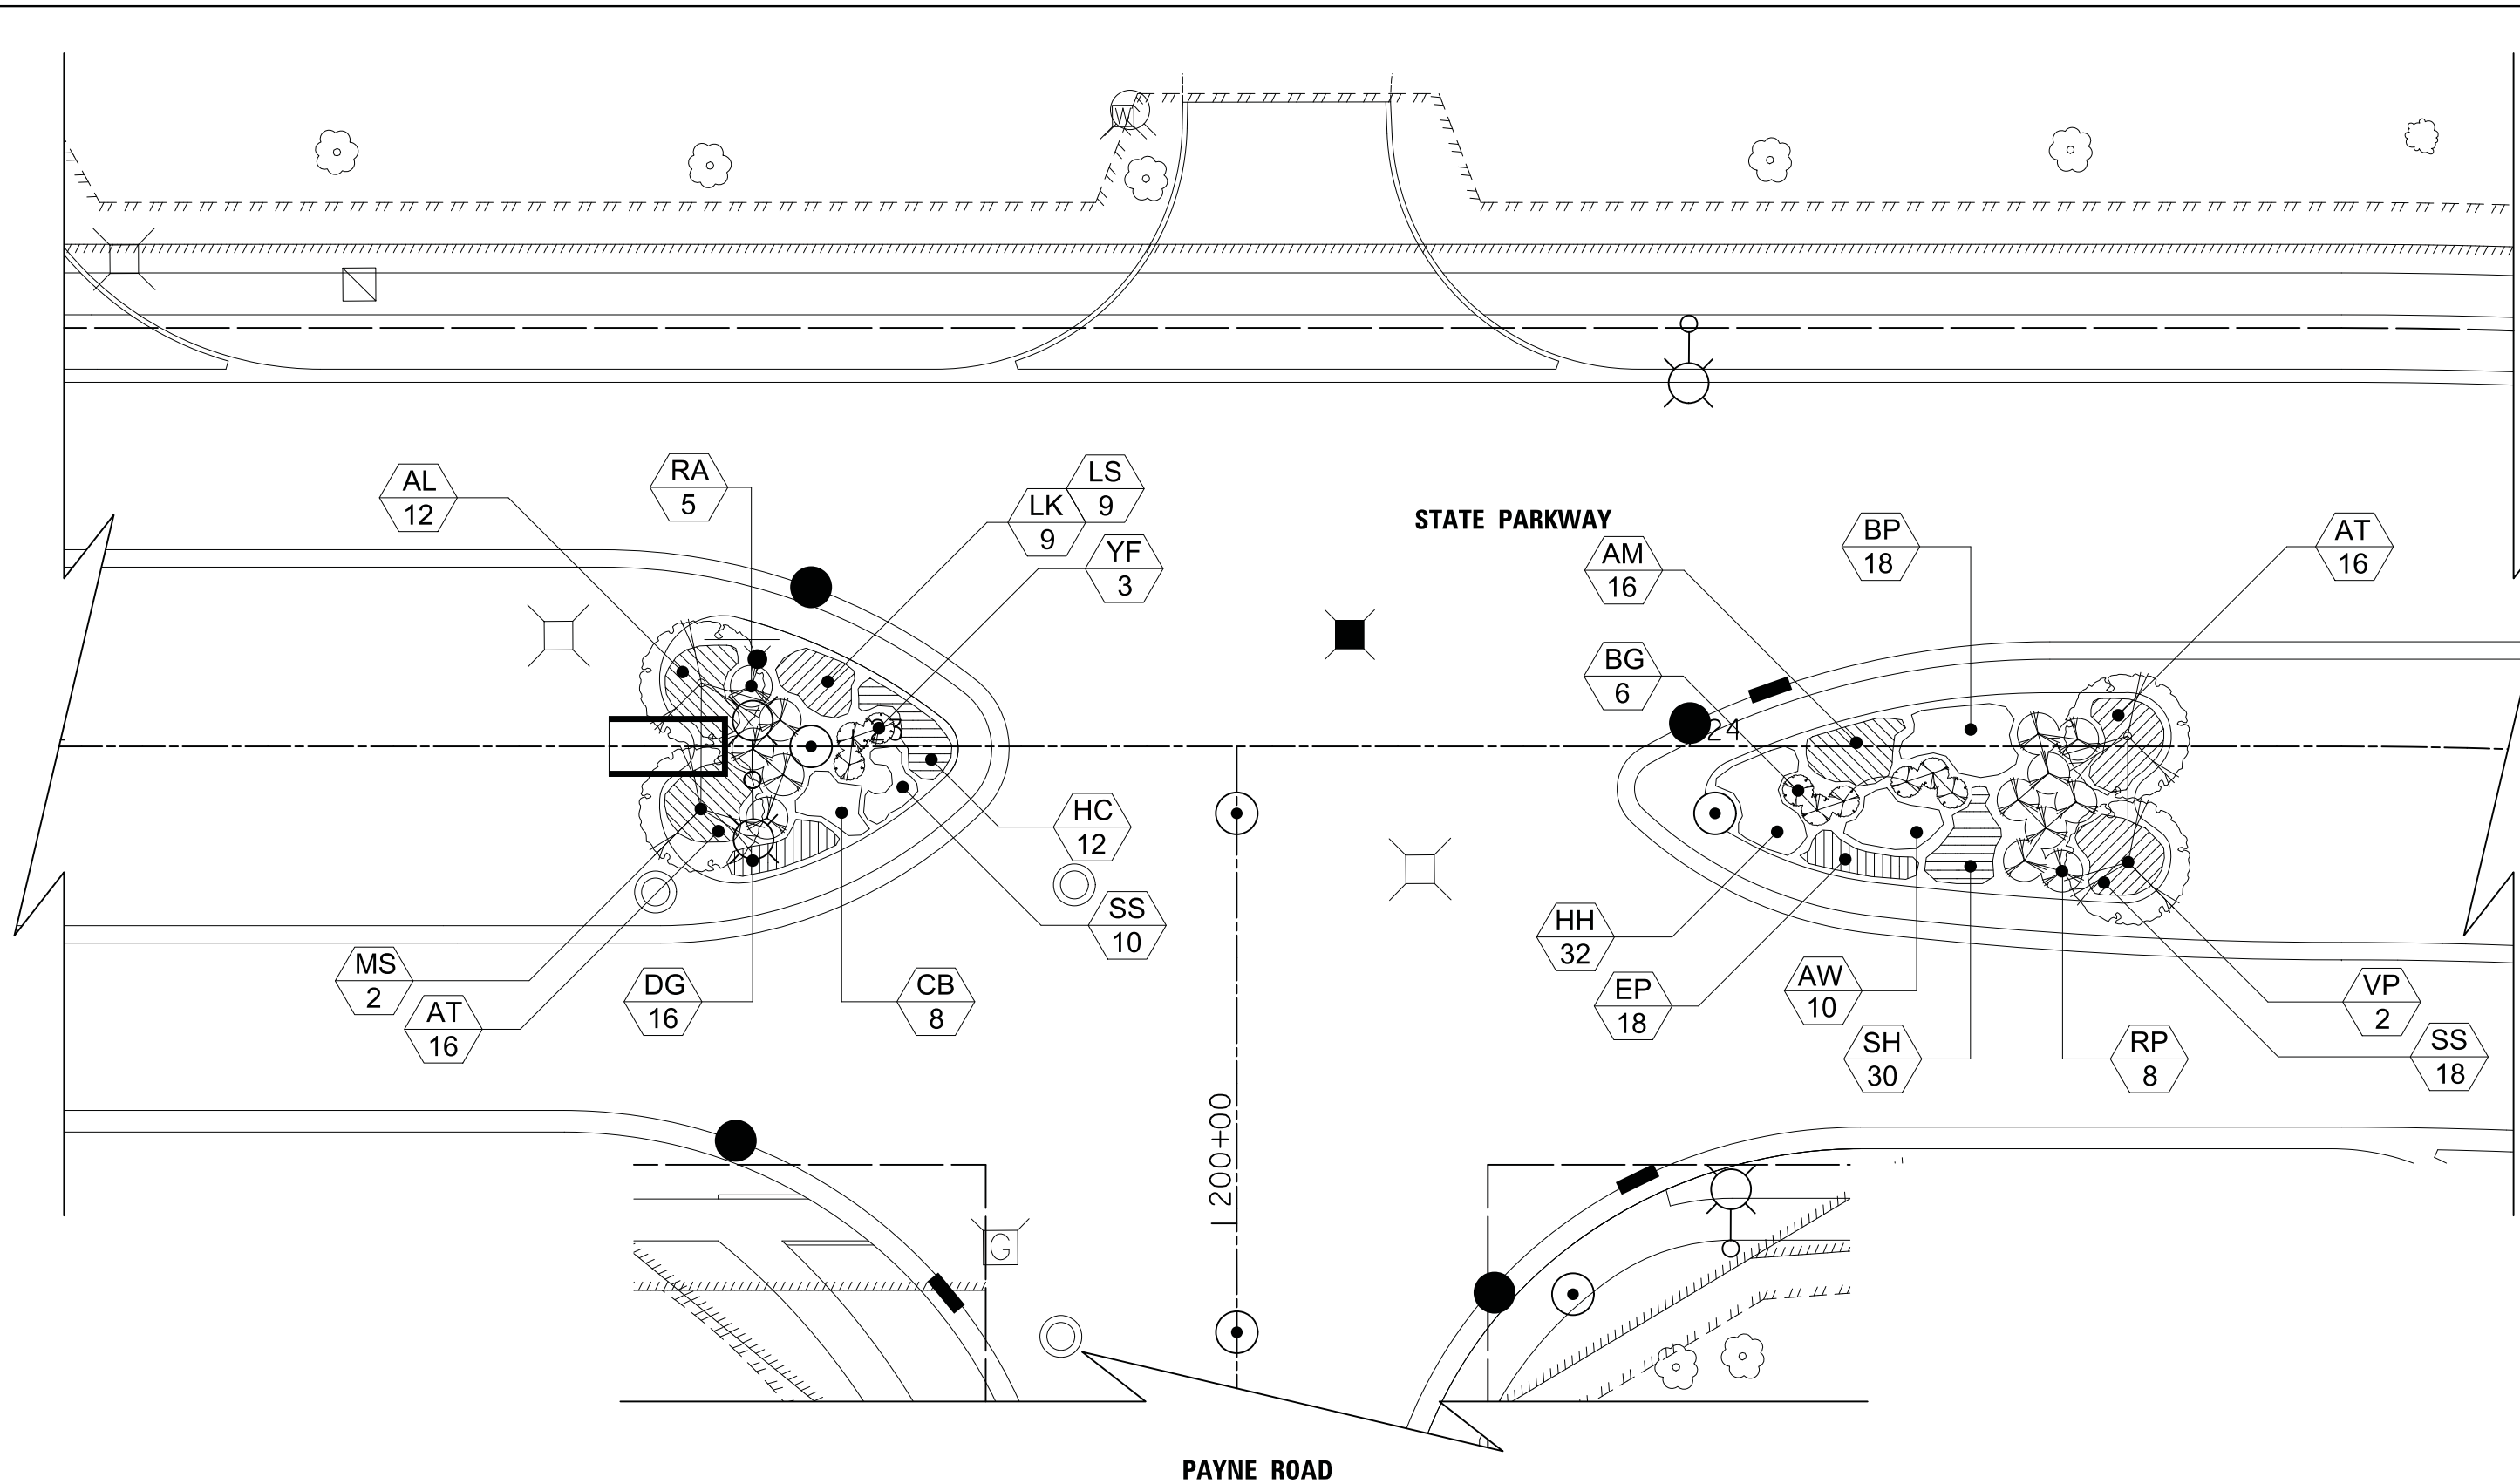 W
AL
12
RA
5
LS
9
LK
9
YF
3
STATE PARKWAY
AM
16
BP
18
AT
16
BG
6
24
HC
12
SS
10
MS
2
AT
16
DG
16
CB
8
HH
32
EP
18
AW
10
SH
30
RP
8
VP
2
SS
18
200+00
G
PAYNE ROAD